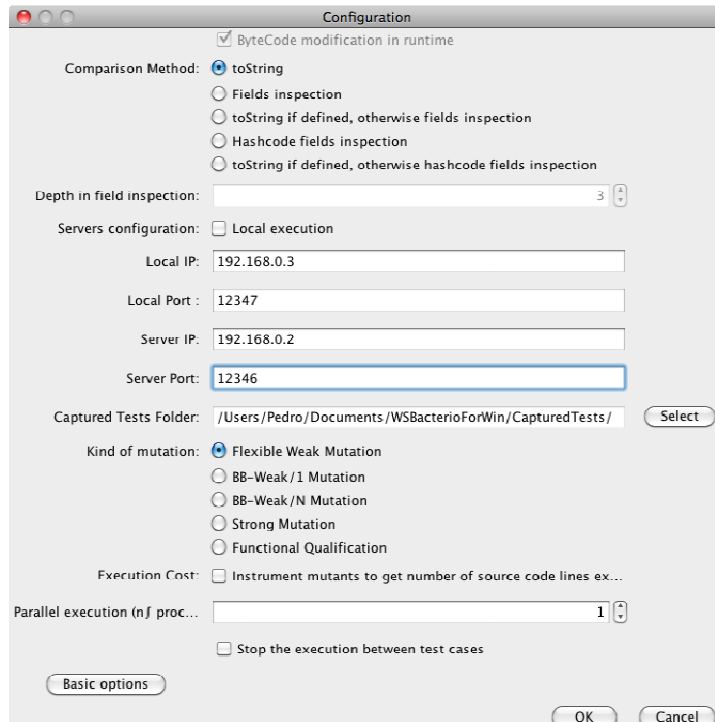 Configuration
ByteCode modification in runtime
Comparison Method: toString
Fields inspection
toString if defined, otherwise fields inspection
Hashcode fields inspection
toString if defined, otherwise hashcode fields inspection
Depth in field inspection: 3
Servers configuration: Local execution
Local IP: 192.168.0.3
Local Port : 12347
Server IP: 192.168.0.2
Server Port: 12346
Captured Tests Folder: /Users/Pedro/Documents/WSBacterioForWin/CapturedTests/ Select
Kind of mutation: Flexible Weak Mutation
BB-Weak/1 Mutation
BB-Weak/N Mutation
Strong Mutation
Functional Qualification
Execution Cost: Instrument mutants to get number of source code lines ex...
Parallel execution (n∫ proc... 1
Stop the execution between test cases
Basic options
OK Cancel